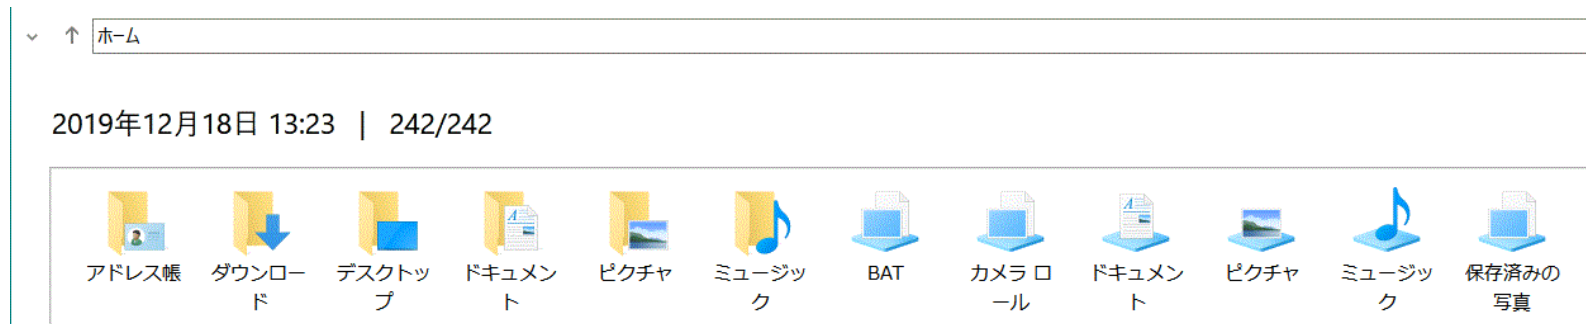 ホーム
2019年12月18日 13:23 | 242/242
アドレス帳
ダウンロー
ド
デスクトッ
プ
ドキュメン
ト
ピクチャ
ミュージッ
ク
BAT
カメラ ロ
ール
ドキュメン
ト
ピクチャ
ミュージッ
ク
保存済みの
写真